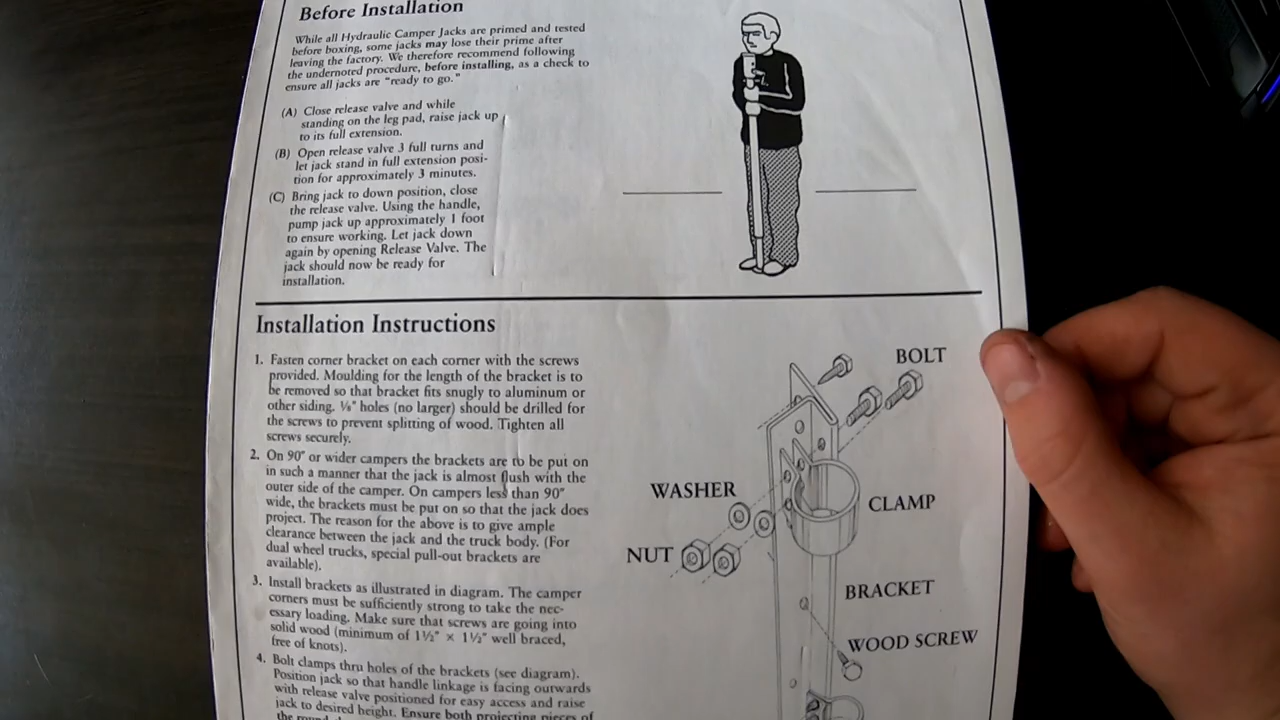 Before Installation
While all Hydraulic Camper Jacks are primed and tested
before boxing, some jacks may lose their prime after
leaving the factory. We therefore recommend following
the undernoted procedure, before installing, as a check to
ensure all jacks are "ready to go."
(A) Close release valve and while
standing on the leg pad, raise jack up
to its full extension.
(B) Open release valve 3 full turns and
let jack stand in full extension posi-
tion for approximately 3 minutes.
(C) Bring jack to down position, close
the release valve. Using the handle,
pump jack up approximately 1 foot
to ensure working. Let jack down
again by opening Release Valve. The
jack should now be ready for
installation.
Installation Instructions
1. Fasten corner bracket on each corner with the screws
provided. Moulding for the length of the bracket is to
be removed so that bracket fits snugly to aluminum or
other siding. ⅛" holes (no larger) should be drilled for
the screws to prevent splitting of wood. Tighten all
screws securely.
2. On 90" or wider campers the brackets are to be put on
in such a manner that the jack is almost flush with the
outer side of the camper. On campers less than 90"
wide, the brackets must be put on so that the jack does
project. The reason for the above is to give ample
clearance between the jack and the truck body. (For
dual wheel trucks, special pull-out brackets are
available).
3. Install brackets as illustrated in diagram. The camper
corners must be sufficiently strong to take the nec-
essary loading. Make sure that screws are going into
solid wood (minimum of 1½" × 1½" well braced,
free of knots).
4. Bolt clamps thru holes of the brackets (see diagram).
Position jack so that handle linkage is facing outwards
with release valve positioned for easy access and raise
jack to desired height. Ensure both projecting pieces of
BOLT
WASHER
CLAMP
NUT
BRACKET
WOOD SCREW